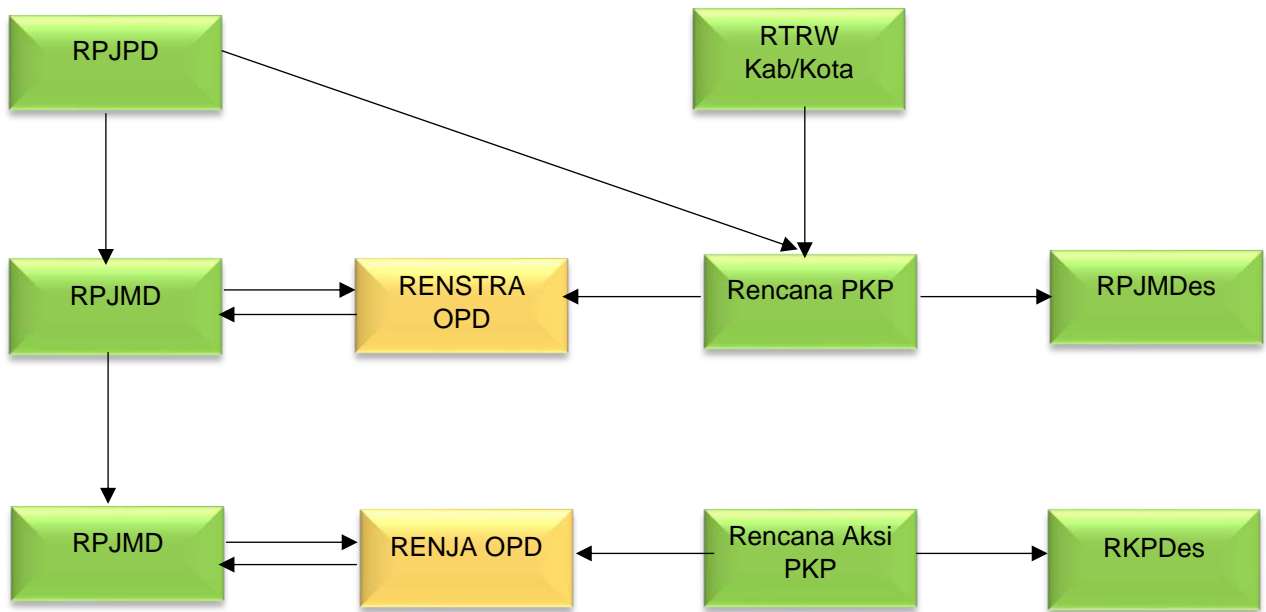 RPJPD
RTRW
Kab/Kota
RPJMD
RENSTRA
OPD
Rencana PKP
RPJMDes
RPJMD
RENJA OPD
Rencana Aksi
PKP
RKPDes